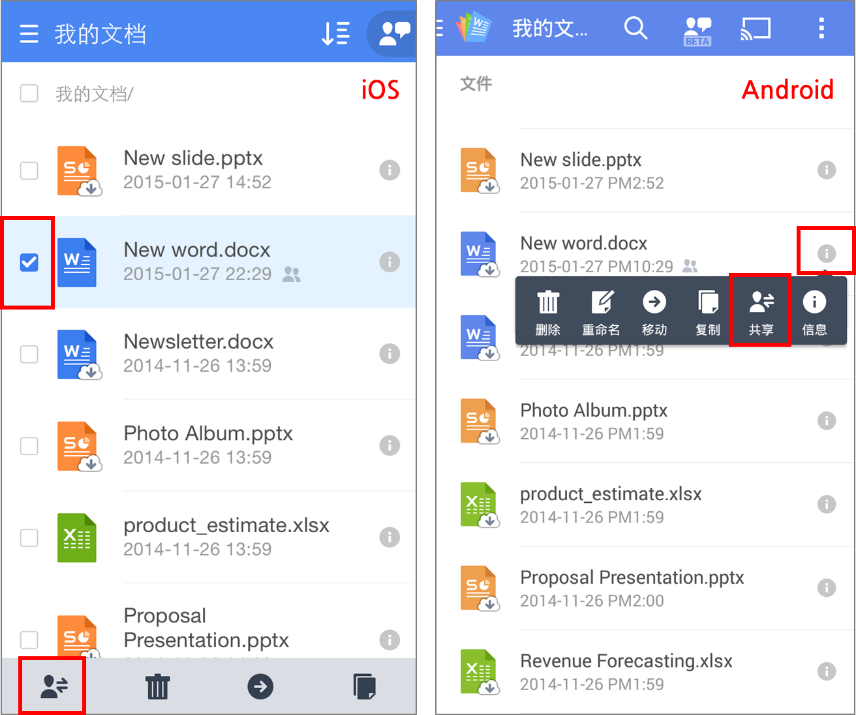 我的文档
我的文档/
iOS
New slide.pptx
2015-01-27 14:52
New word.docx
2015-01-27 22:29
Newsletter.docx
2014-11-26 13:59
Photo Album.pptx
2014-11-26 13:59
product_estimate.xlsx
2014-11-26 13:59
Proposal
Presentation.pptx
我的文...
BETA
文件
Android
New slide.pptx
2015-01-27 PM2:52
New word.docx
2015-01-27 PM10:29
删除 重命名 移动 复制 共享 信息
2014-11-26 PM1:59
Photo Album.pptx
2014-11-26 PM1:59
product_estimate.xlsx
2014-11-26 PM1:59
Proposal Presentation.pptx
2014-11-26 PM2:00
Revenue Forecasting.xlsx
2014-11-26 PM1:59